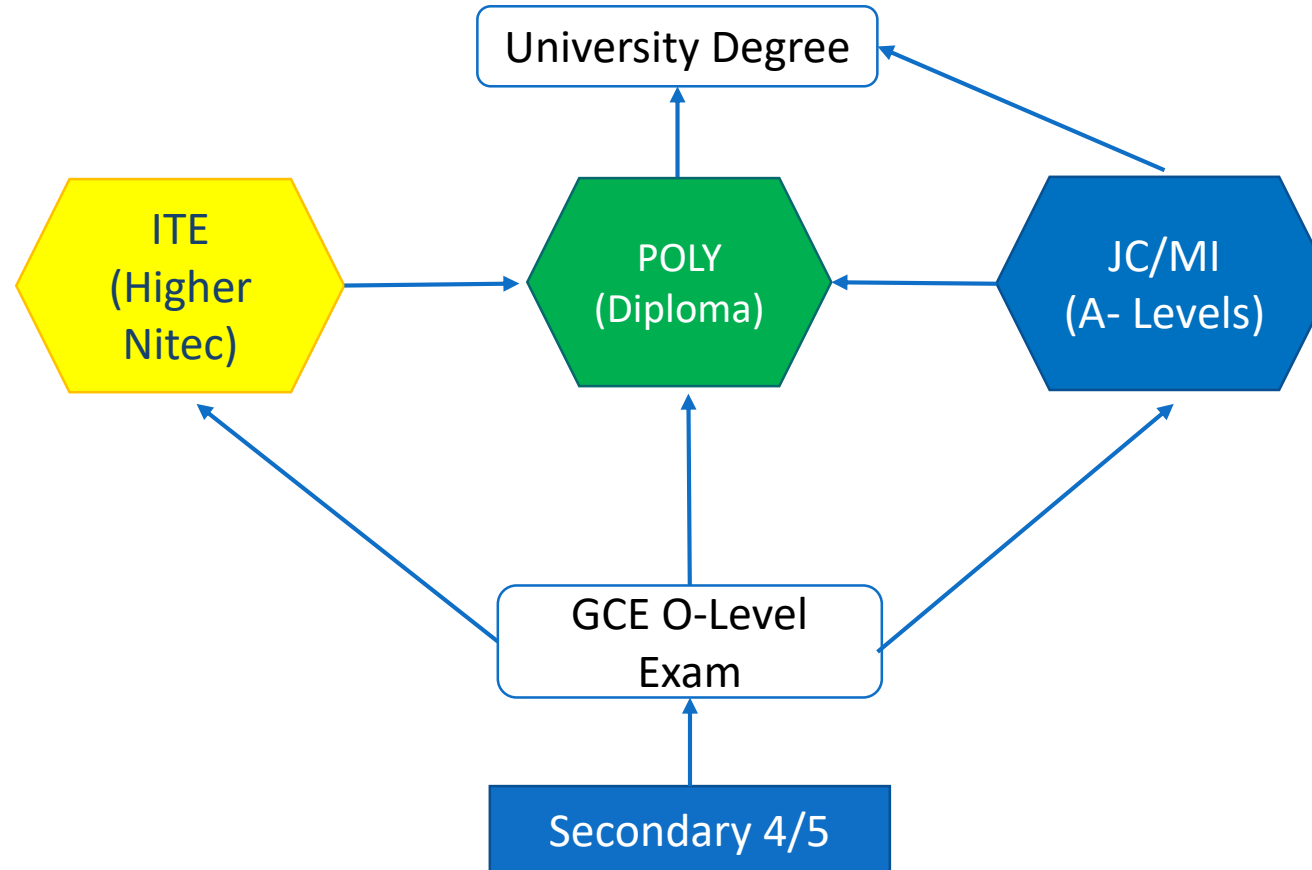 University Degree
ITE
(Higher
Nitec)
POLY
(Diploma)
JC/MI
(A- Levels)
GCE O-Level
Exam
Secondary 4/5